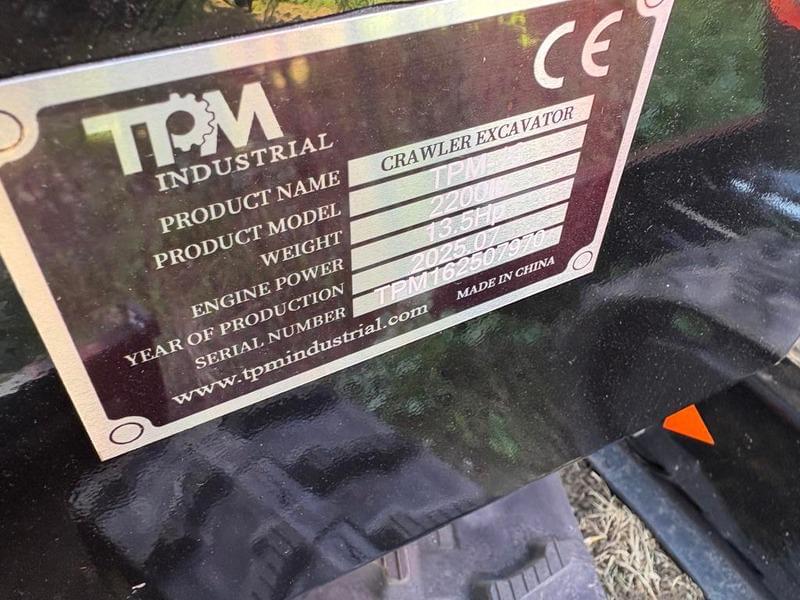 TPM
INDUSTRIAL
CE
PRODUCT NAME CRAWLER EXCAVATOR
PRODUCT MODEL
WEIGHT
ENGINE POWER 13.5Hp
YEAR OF PRODUCTION 2025.07
SERIAL NUMBER TPM162507970
www.tpmindustrial.com MADE IN CHINA